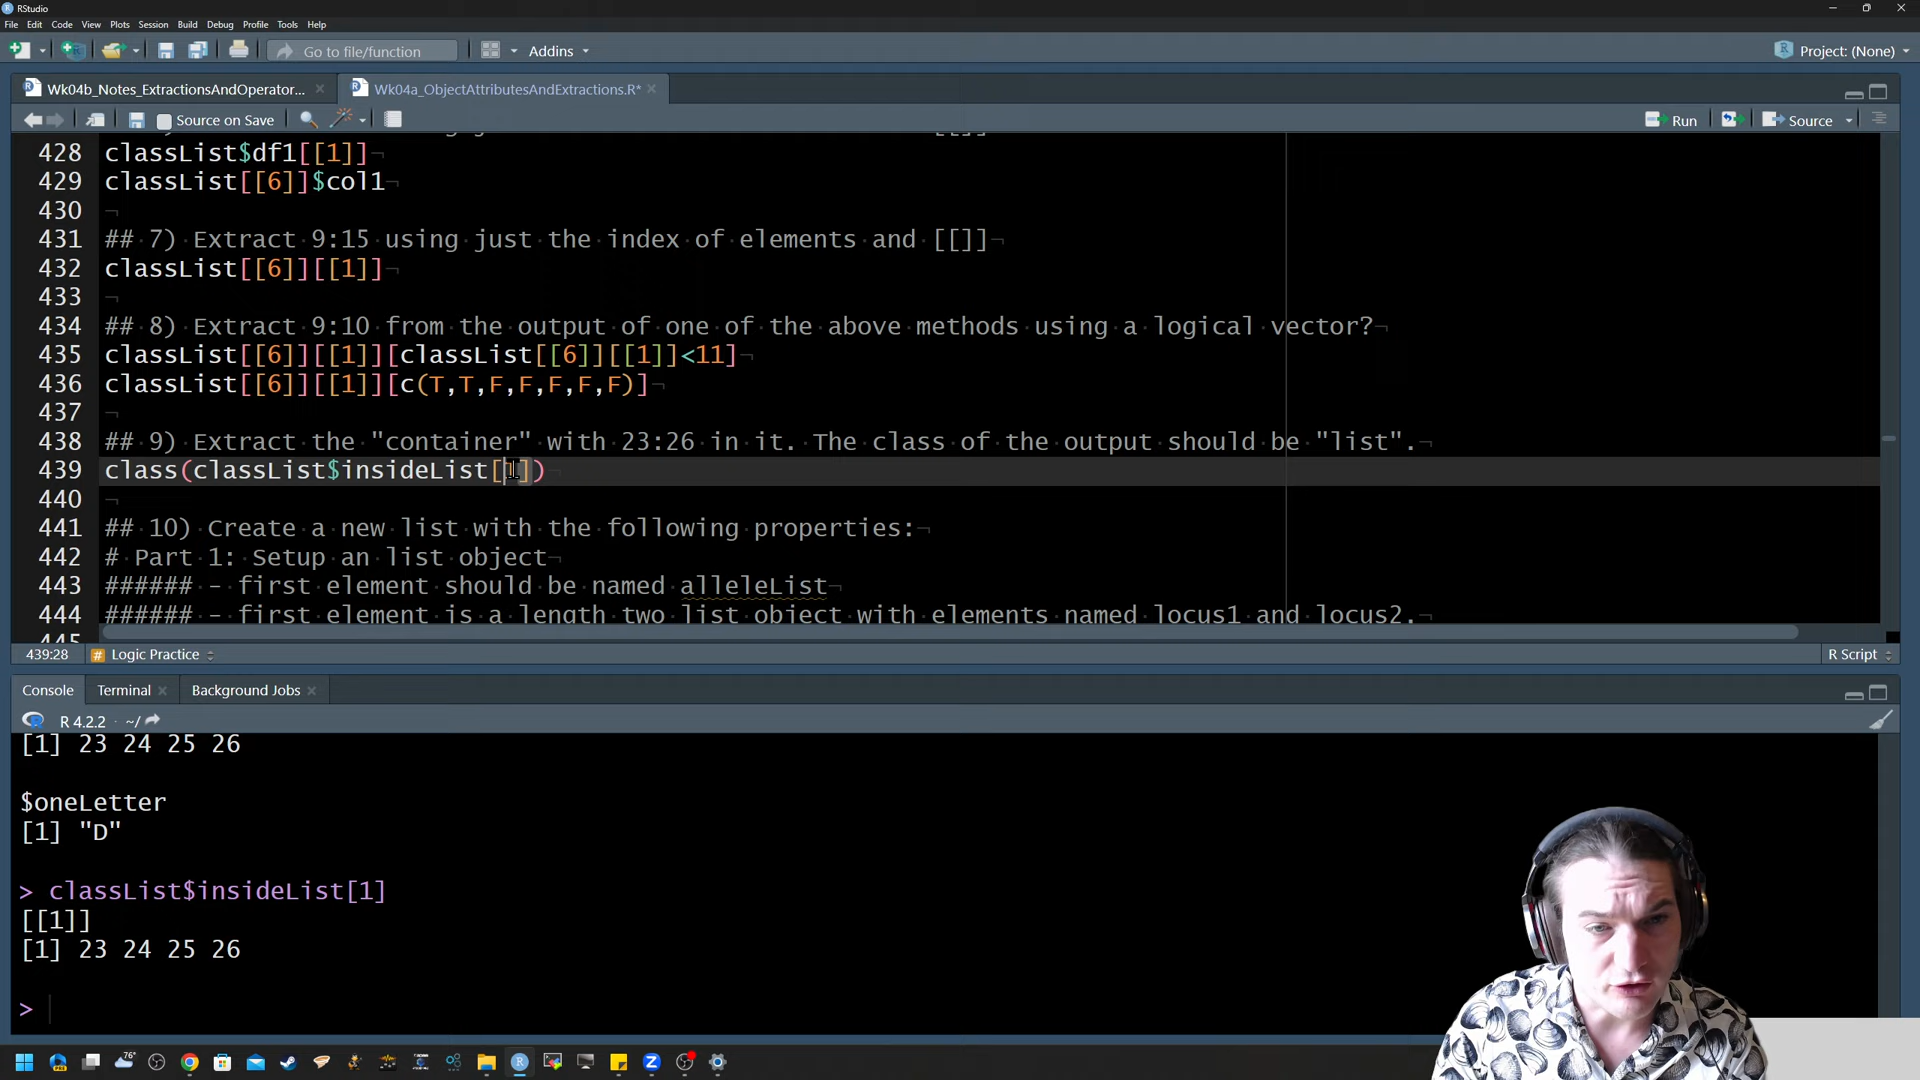 RStudio
File Edit Code View Plots Session Build Debug Profile Tools Help
Go to file/function Addins Project: (None)
Wk04b_Notes_ExtractionsAndOperator... Wk04a_ObjectAttributesAndExtractions.R*
Source on Save Run Source
428 classList$df1[[1]]¬
429 classList[[6]]$col1¬
430 ¬
431 ## 7) Extract 9:15 using just the index of elements and [[]]¬
432 classList[[6]][[1]]¬
433 ¬
434 ## 8) Extract 9:10 from the output of one of the above methods using a logical vector?¬
435 classList[[6]][[1]][classList[[6]][[1]]<11]¬
436 classList[[6]][[1]][c(T,T,F,F,F,F,F)]¬
437 ¬
438 ## 9) Extract the "container" with 23:26 in it. The class of the output should be "list".¬
439 class(classList$insideList[1])¬
440 ¬
441 ## 10) Create a new list with the following properties:¬
442 # Part 1: Setup an list object¬
443 ###### - first element should be named alleleList¬
444 ###### - first element is a length two list object with elements named locus1 and locus2.¬
445
439:28 # Logic Practice R Script
Console Terminal Background Jobs
R 4.2.2 · ~/
[1] 23 24 25 26
$oneLetter
[1] "D"
> classList$insideList[1]
[[1]]
[1] 23 24 25 26
>
76°